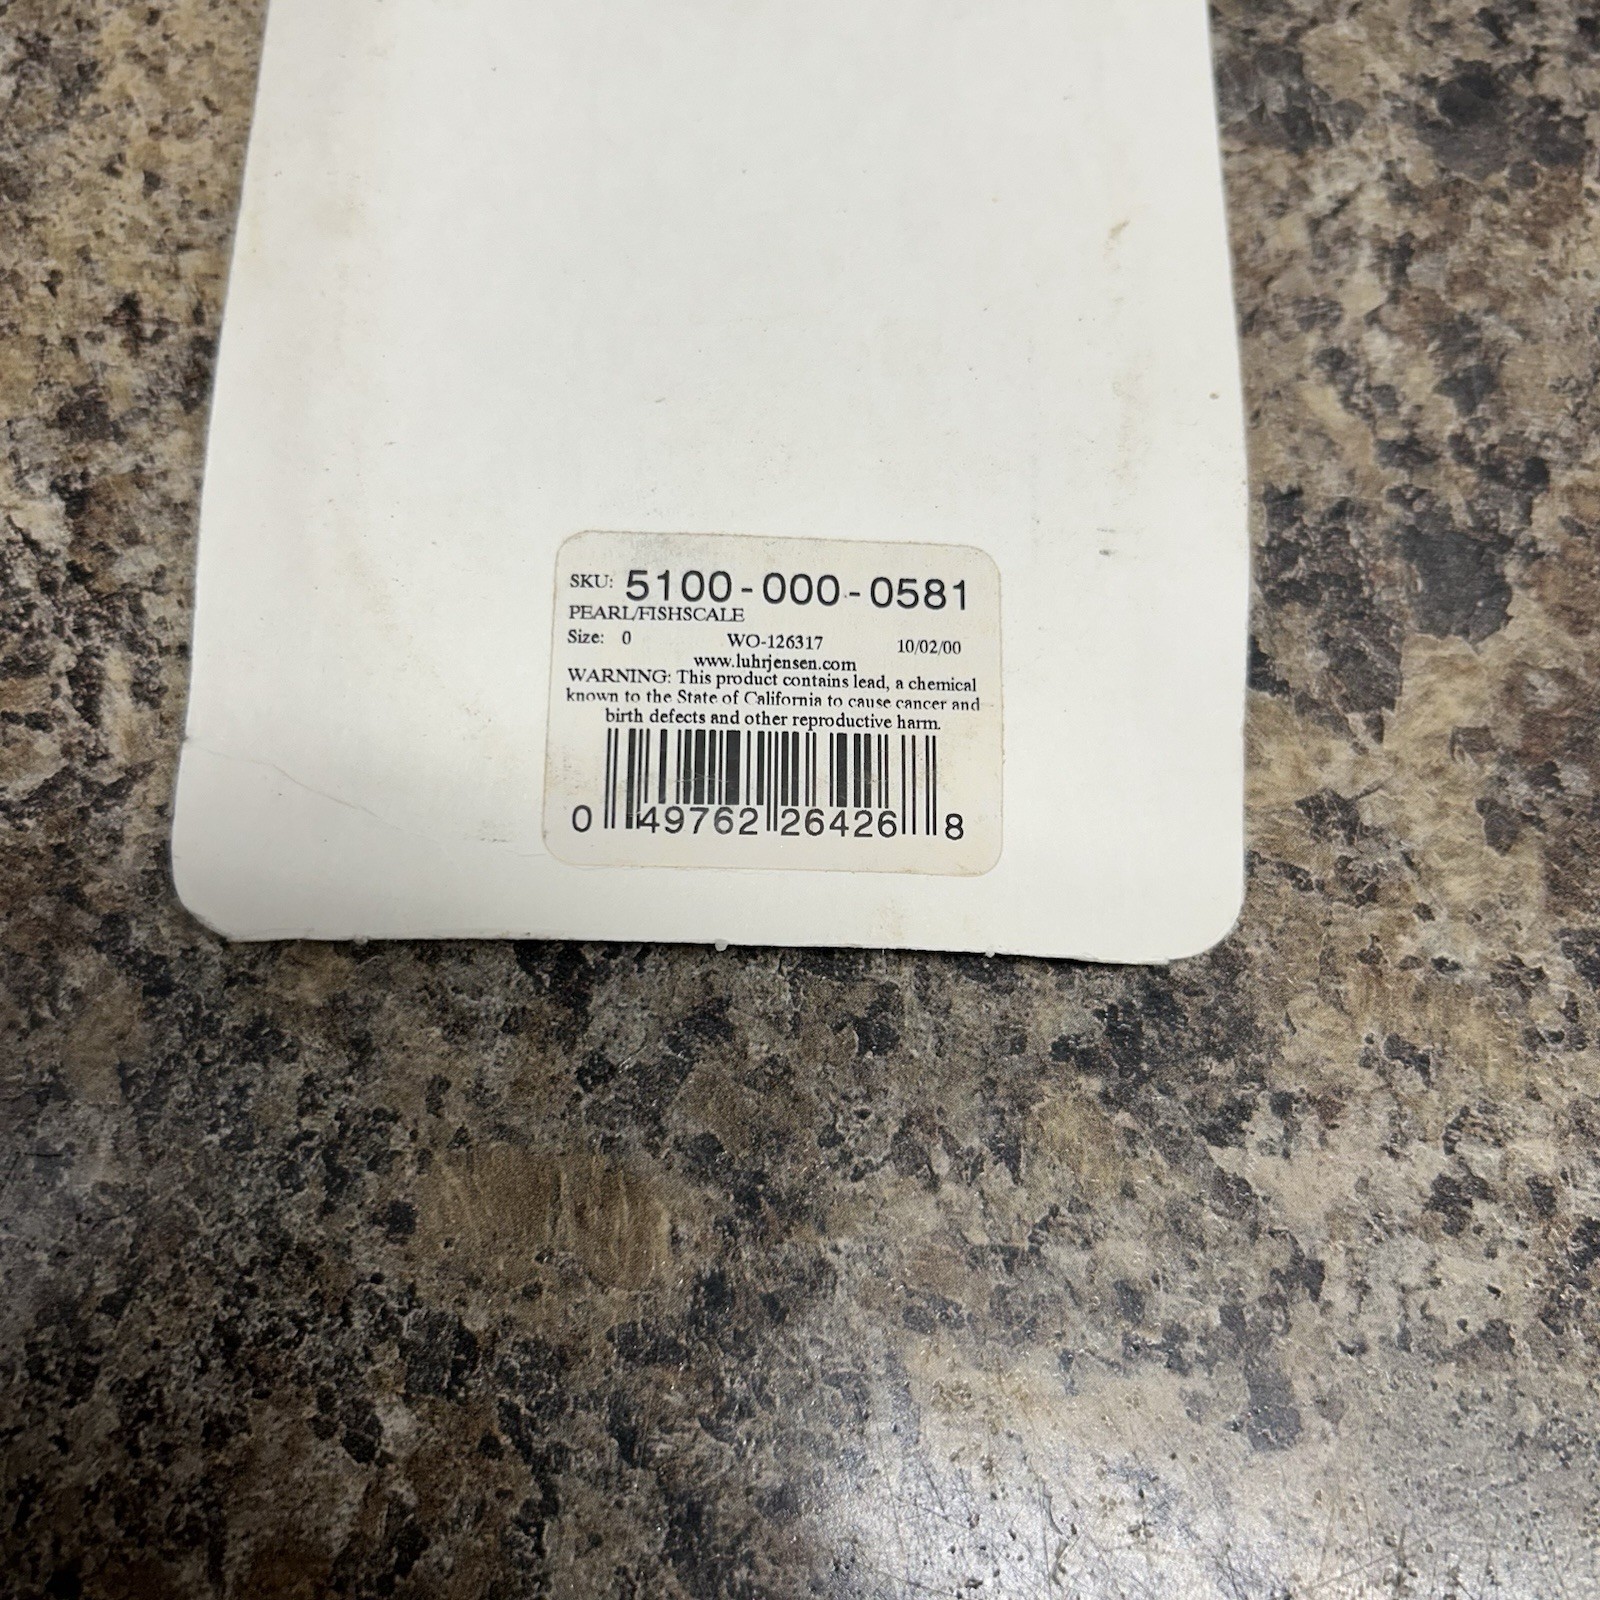 SKU: 5100-000-0581
PEARL/FISHSCALE
Size: 0 WO-126317 10/02/00
www.luhrjensen.com
WARNING: This product contains lead, a chemical
known to the State of California to cause cancer and
birth defects and other reproductive harm.
0 49762 26426 8